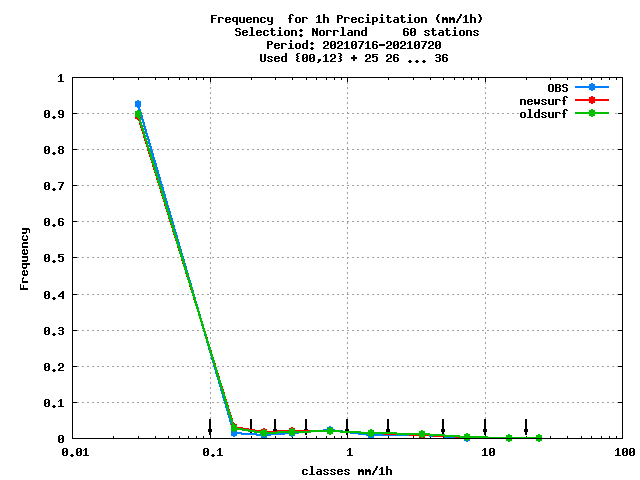 Frequency  for 1h Precipitation (mm/1h)
Selection: Norrland     60 stations
Period: 20210716-20210720
Used {00,12} + 25 26 ... 36
OBS
newsurf
oldsurf
1
0.9
0.8
0.7
0.6
0.5
0.4
0.3
0.2
0.1
0
Frequency
0.01
0.1
1
10
100
classes mm/1h